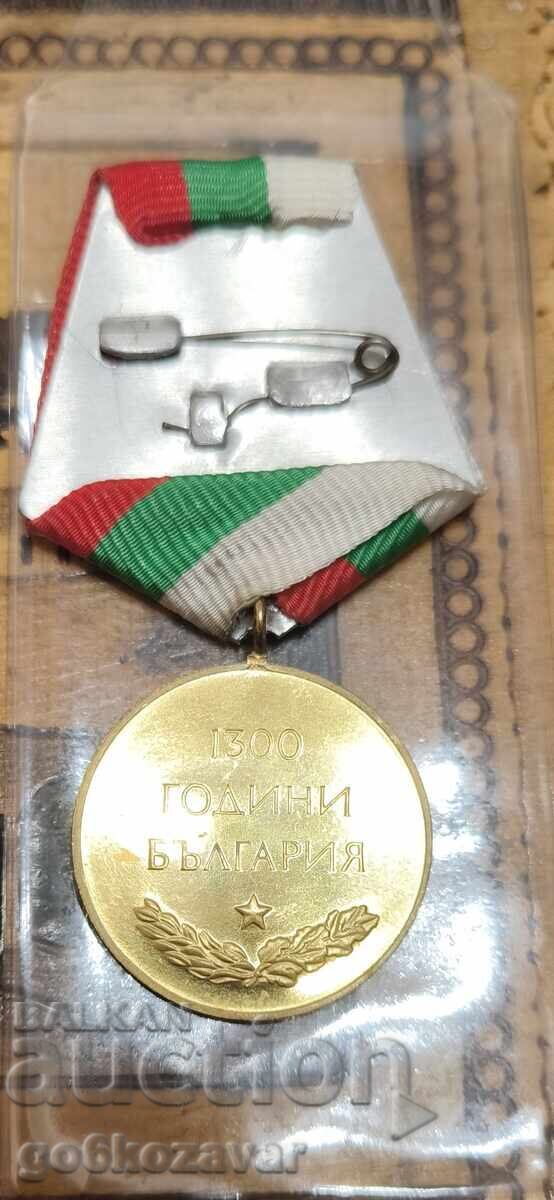 1300
ГОДИНИ
БЪЛГАРИЯ
BALKAN
auction
go6kozavar